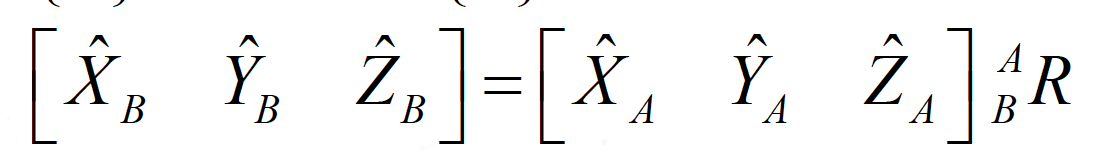 [ X̂_B Ŷ_B Ẑ_B ] = [ X̂_A Ŷ_A Ẑ_A ] ^A_B R